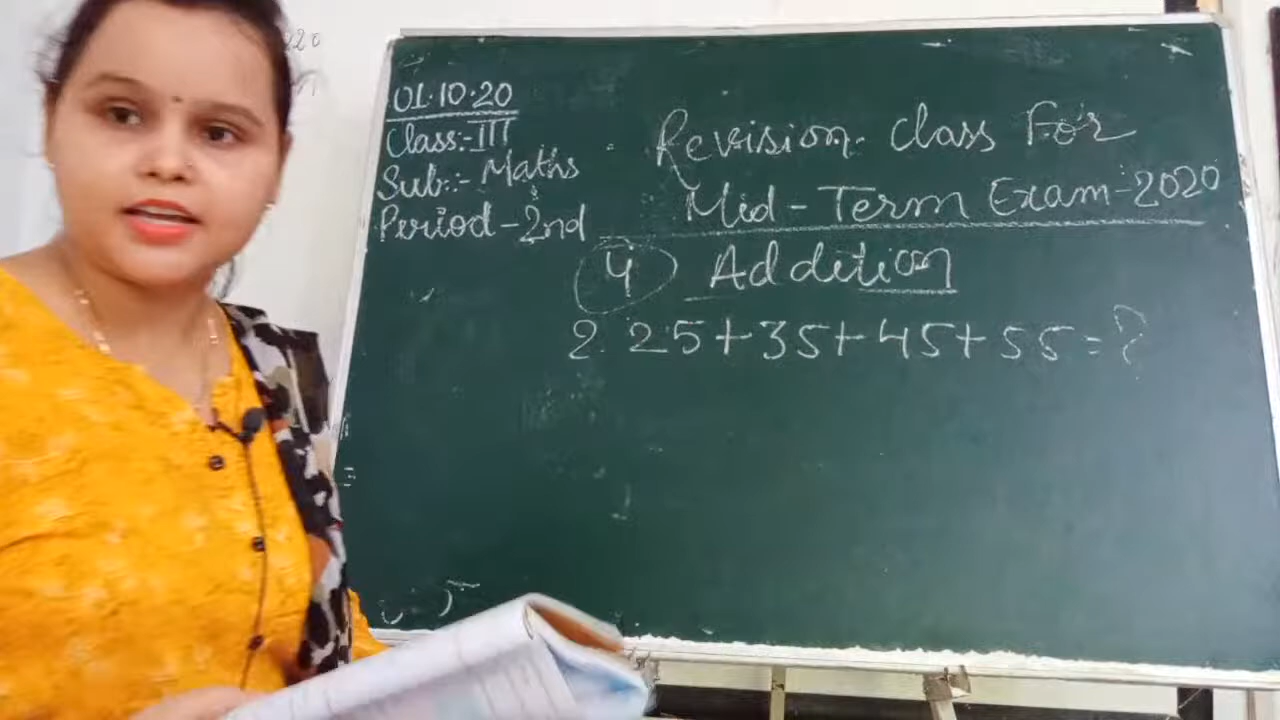 01.10.20
Class:-III
Sub:- Maths
Period-2nd
Revision Class For
Mid-Term Exam-2020
4 Addition
2. 25+35+45+55=?